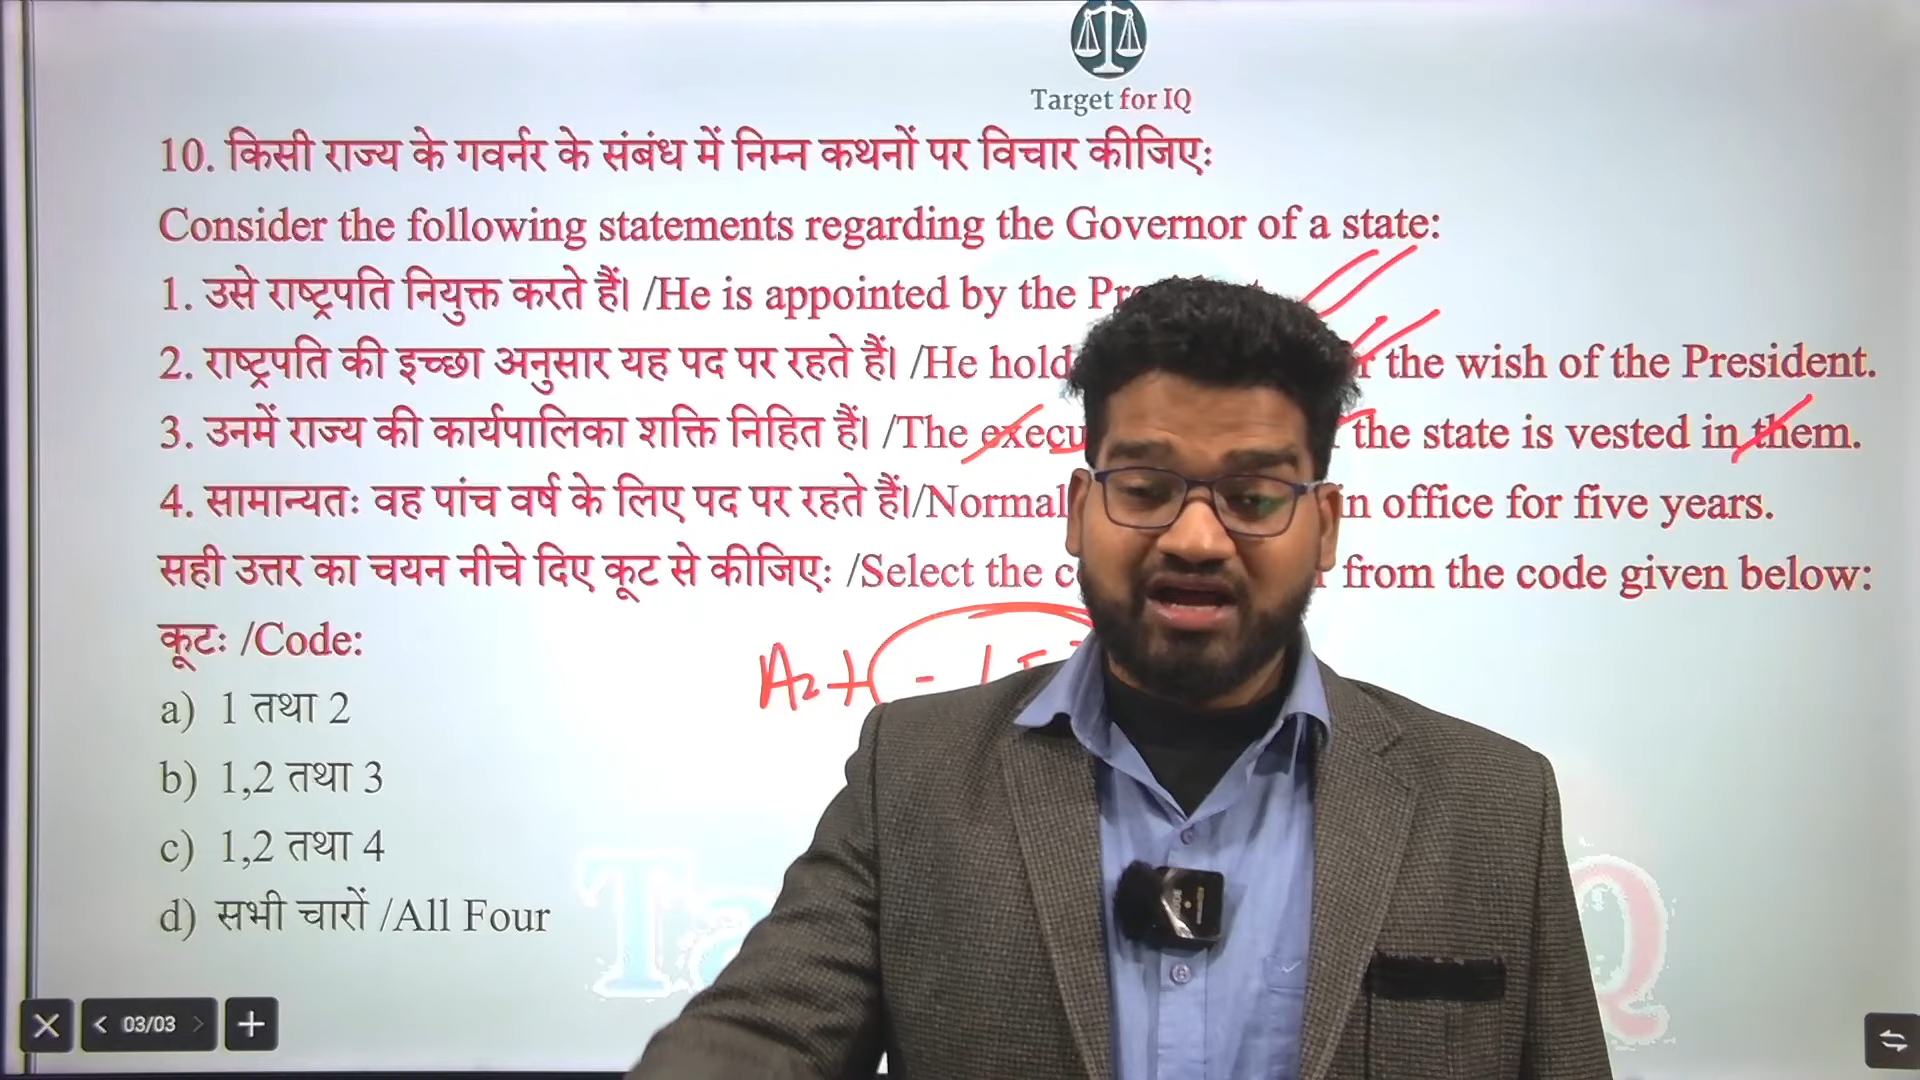 Target for IQ
10. किसी राज्य के गवर्नर के संबंध में निम्न कथनों पर विचार कीजिए:
Consider the following statements regarding the Governor of a state:
1. उसे राष्ट्रपति नियुक्त करते हैं। /He is appointed by the
2. राष्ट्रपति की इच्छा अनुसार यह पद पर रहते हैं। /He the wish of the President.
3. उनमें राज्य की कार्यपालिका शक्ति निहित हैं। /The the state is vested in them.
4. सामान्यतः वह पांच वर्ष के लिए पद पर रहते हैं।/ in office for five years.
सही उत्तर का चयन नीचे दिए कूट से कीजिए: /Select the from the code given below:
कूटः /Code:
a) 1 तथा 2
b) 1,2 तथा 3
c) 1,2 तथा 4
d) सभी चारों /All Four
03/03